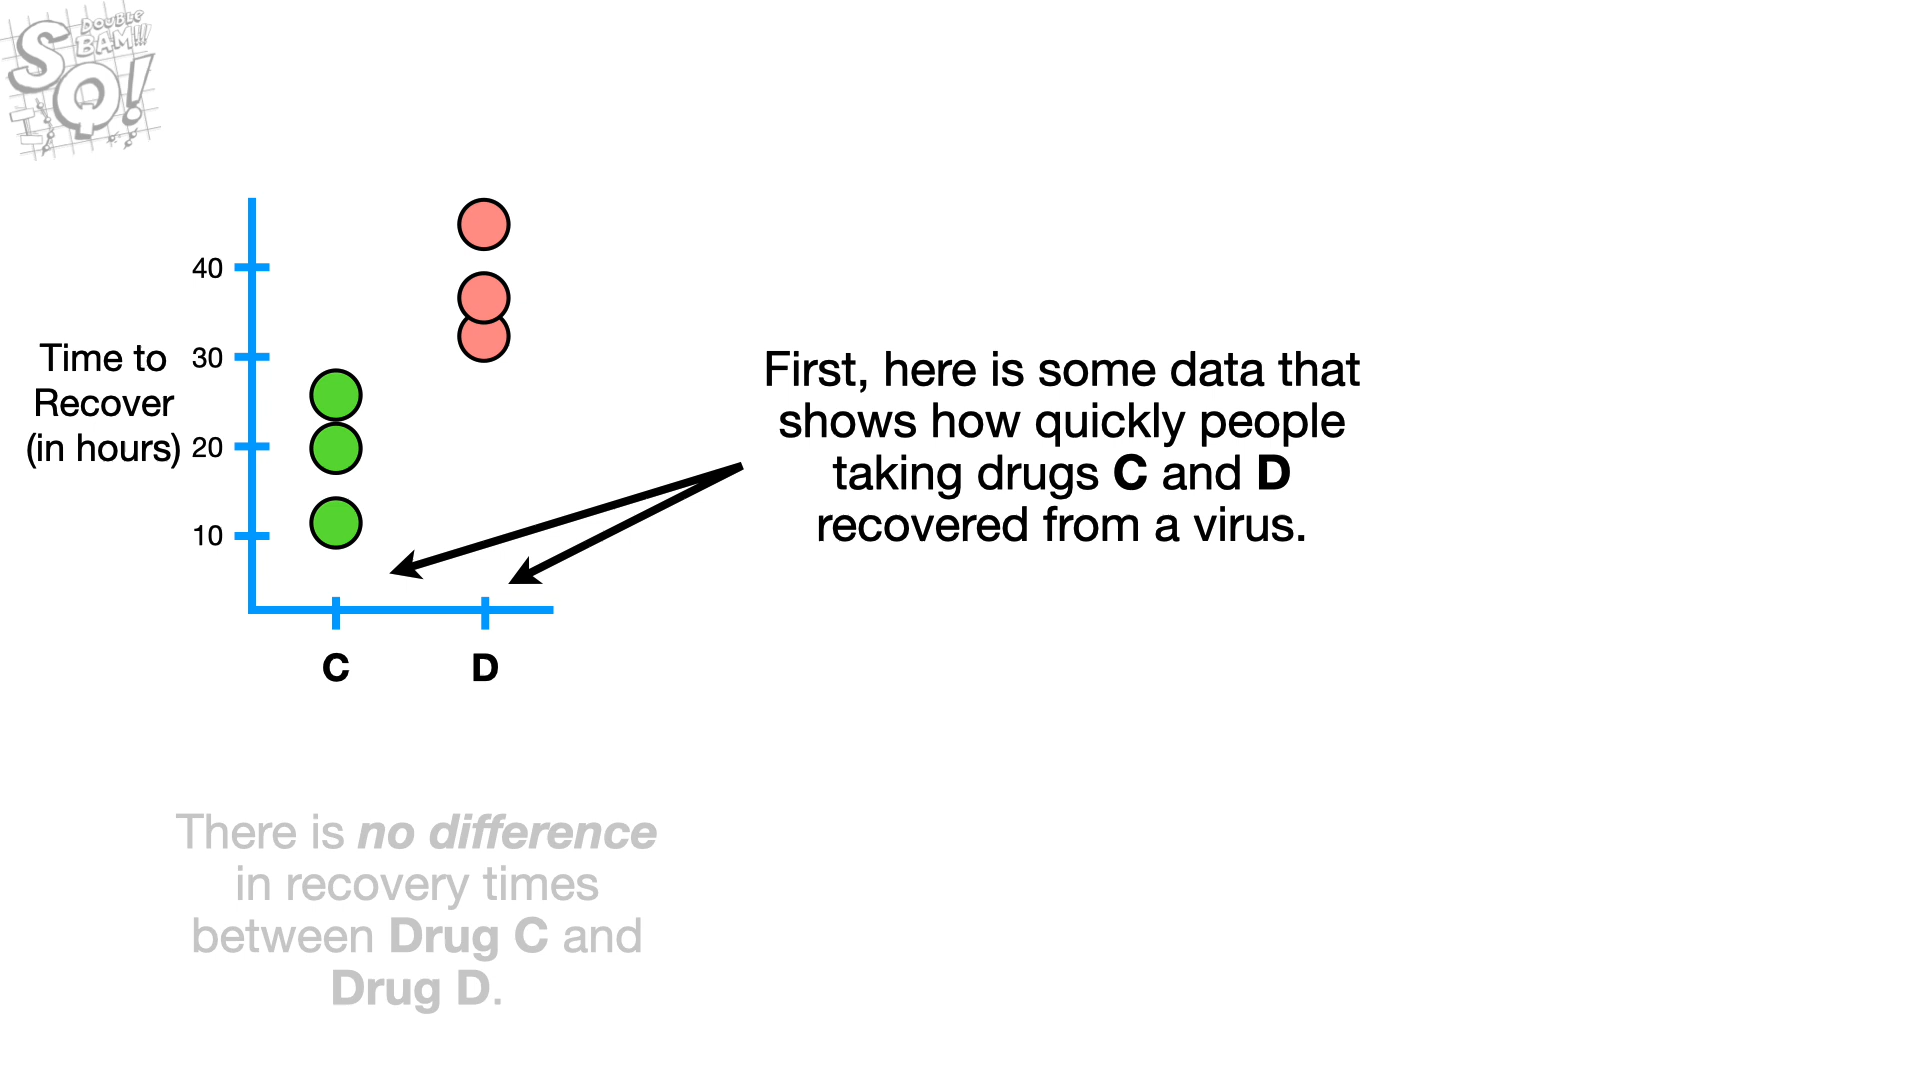 DOUBLE
BAM!!!
SQ!
40
Time to
Recover
(in hours)
30
20
10
C
D
First, here is some data that
shows how quickly people
taking drugs C and D
recovered from a virus.
There is no difference
in recovery times
between Drug C and
Drug D.